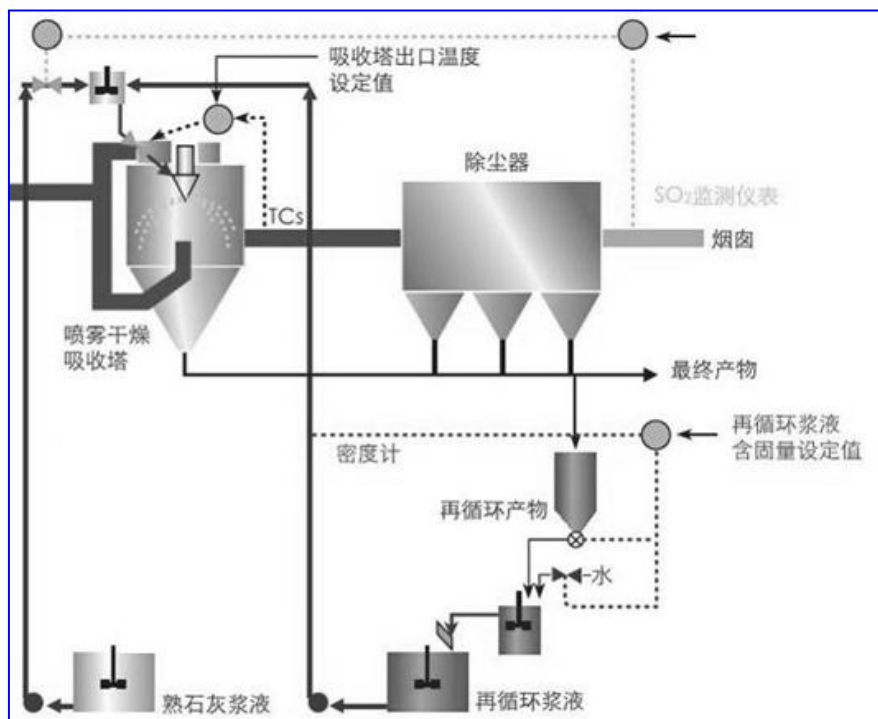 吸收塔出口温度
设定值
除尘器
SO₂监测仪表
TCs
烟囱
喷雾干燥
吸收塔
最终产物
再循环浆液
含固量设定值
密度计
再循环产物
水
熟石灰浆液
再循环浆液